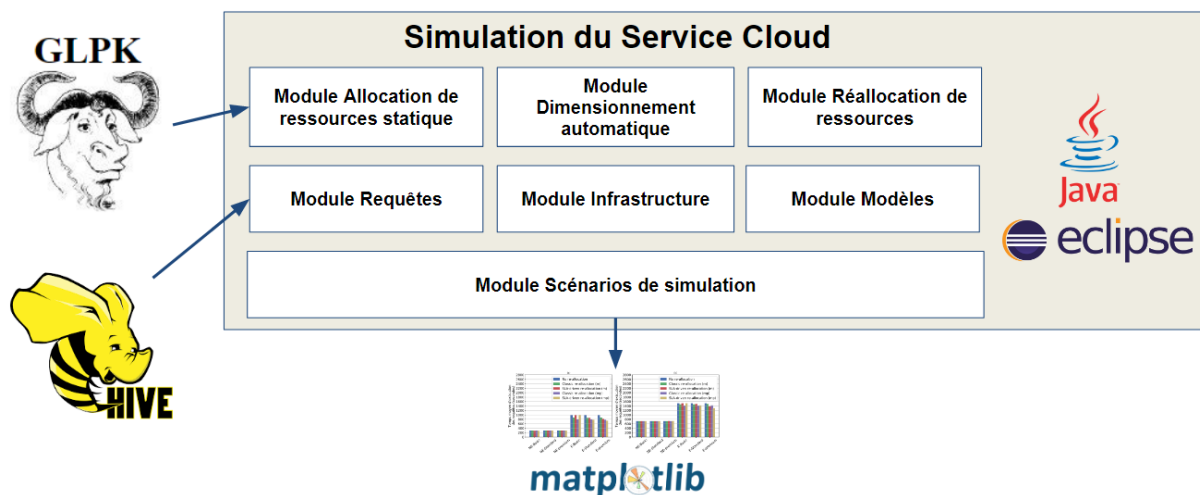 GLPK
Simulation du Service Cloud
Module Allocation de
ressources statique
Module
Dimensionnement
automatique
Module Réallocation de
ressources
Module Requêtes
Module Infrastructure
Module Modèles
Java
eclipse
Module Scénarios de simulation
HIVE
matplotlib